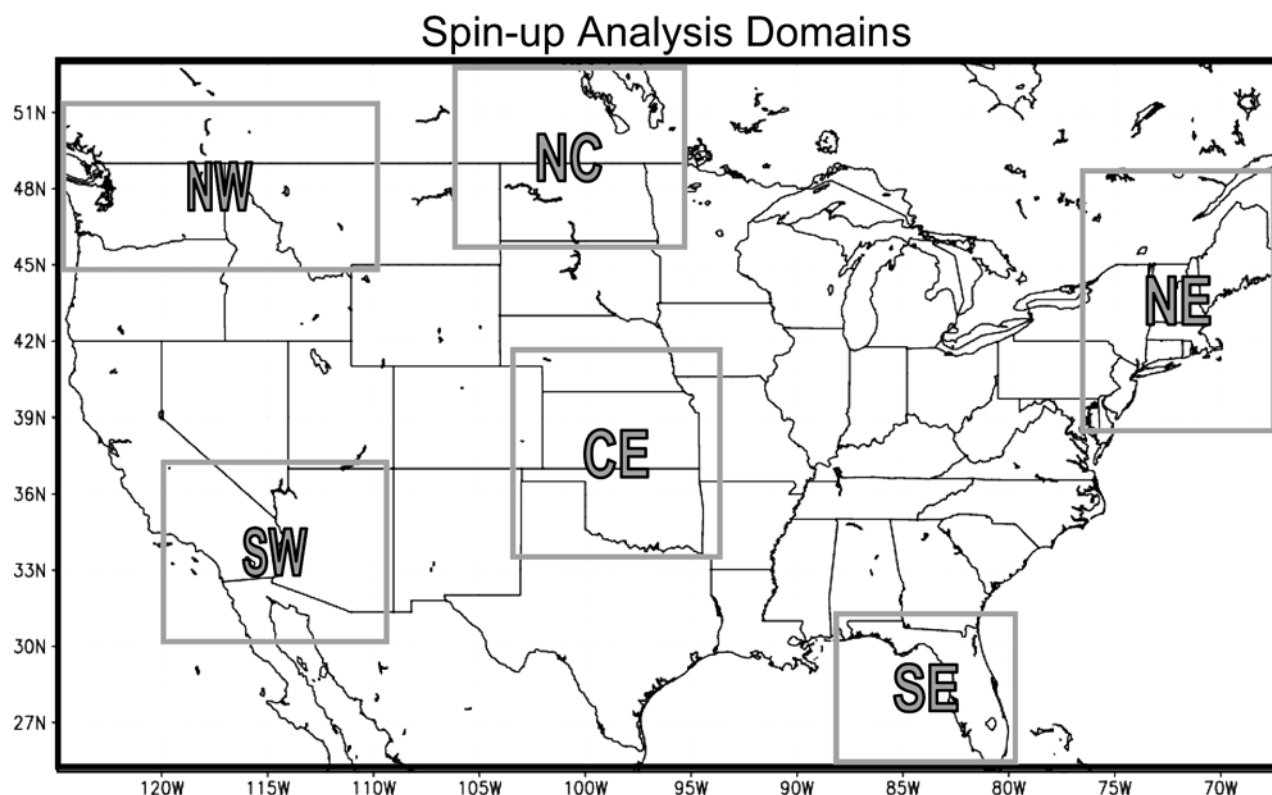 Spin-up Analysis Domains
51N
NC
NW
48N
45N
NE
42N
39N
CE
36N
SW
33N
30N
SE
27N
120W 115W 110W 105W 100W 95W 90W 85W 80W 75W 70W